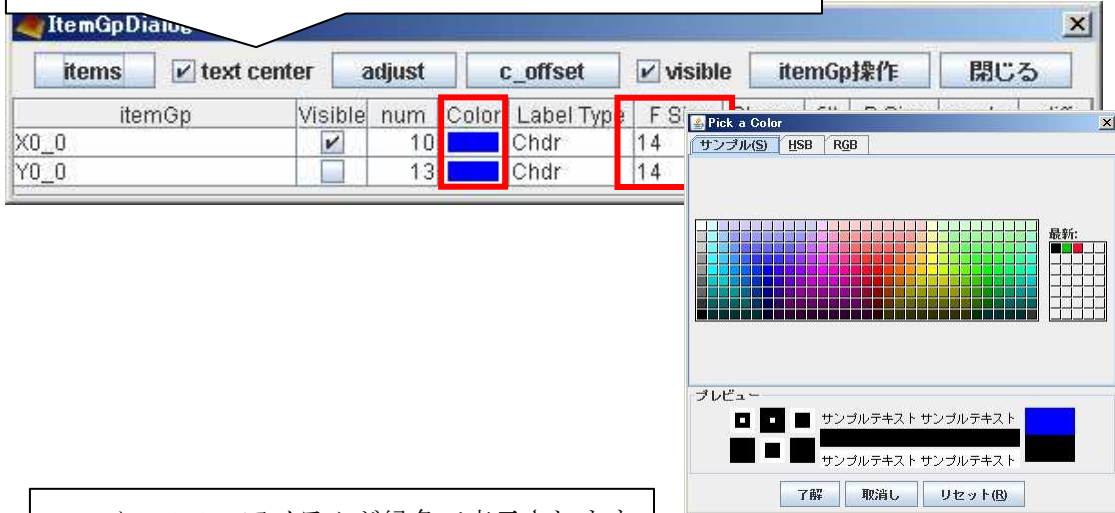 ItemGpDialog
items text center adjust c_offset visible itemGp操作 閉じる
itemGp Visible num Color Label Type F Si
X0_0 10 Chdr 14
Y0_0 13 Chdr 14
Pick a Color
サンプル(S) HSB RGB
最新:
プレビュー
サンプルテキスト サンプルテキスト
サンプルテキスト サンプルテキスト
了解 取消し リセット(R)